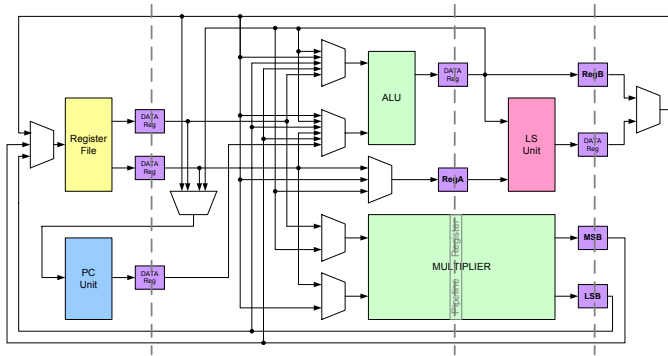 DATA
Reg
RegB
ALU
Register
File
DATA
Reg
LS
Unit
DATA
Reg
DATA
Reg
RegA
MSB
PC
Unit
DATA
Reg
MULTIPLIER
Pipeline Register
LSB